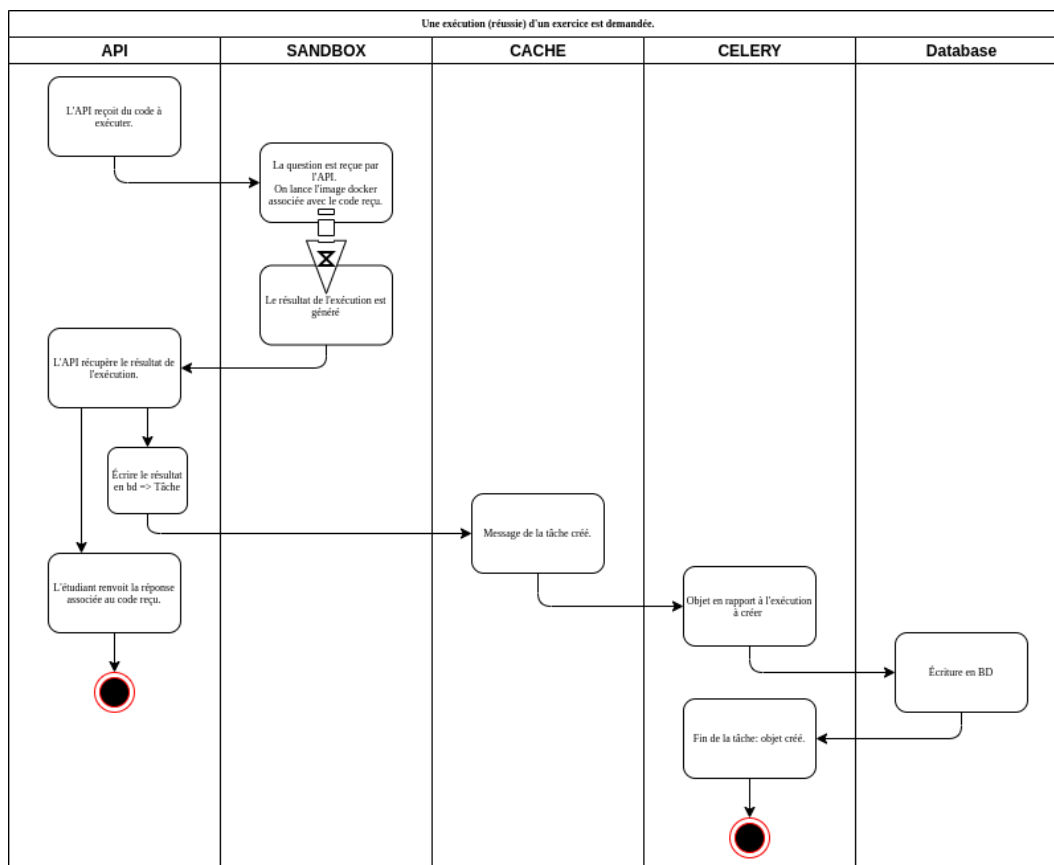 Une exécution (réussie) d'un exercice est demandée.
API
SANDBOX
CACHE
CELERY
Database
L'API reçoit du code à
exécuter.
La question est reçue par
l'API.
On lance l'image docker
associée avec le code reçu.
Le résultat de l'exécution est
généré
L'API récupère le résultat de
l'exécution.
Écrire le résultat
en bd => Tâche
Message de la tâche créé.
L'étudiant renvoit la réponse
associée au code reçu.
Objet en rapport à l'exécution
à créer
Écriture en BD
Fin de la tâche: objet créé.